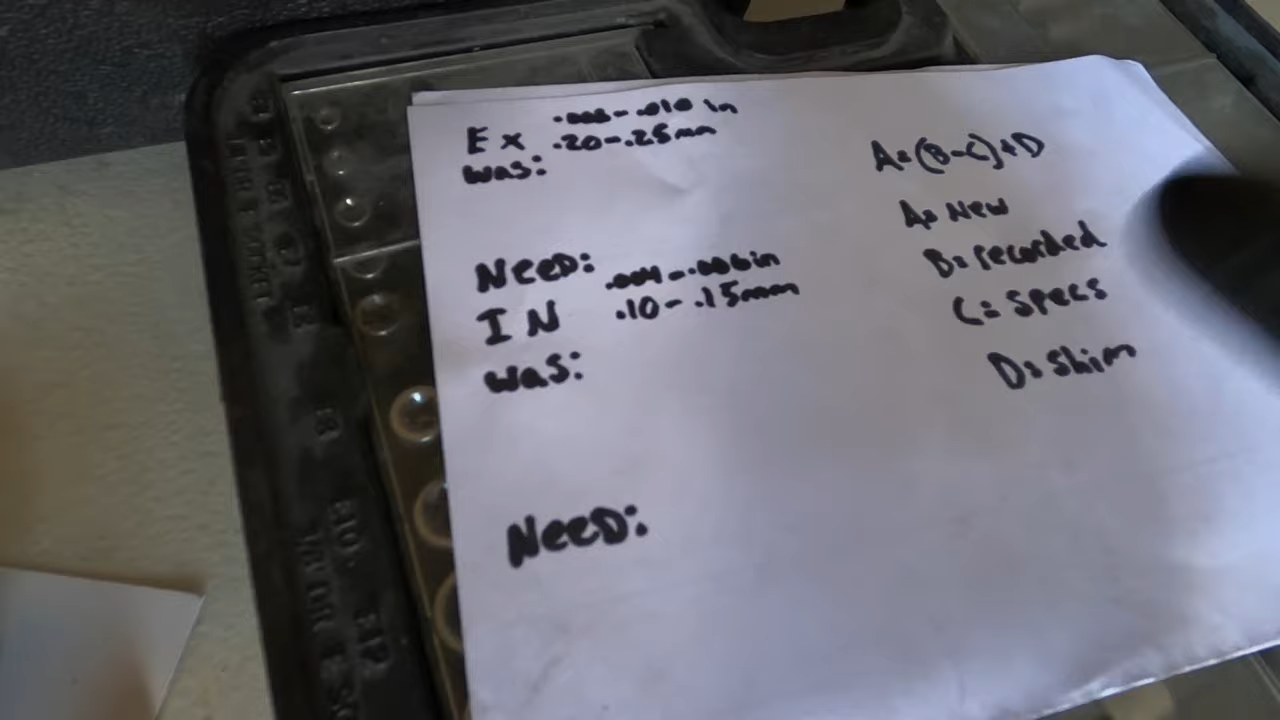 .008-.010 in
Ex .20-.25mm
was:
Need:
.004-.006in
IN .10-.15mm
was:
Need:
A=(B-C)+D
A=New
B=recorded
C=Specs
D=Shim